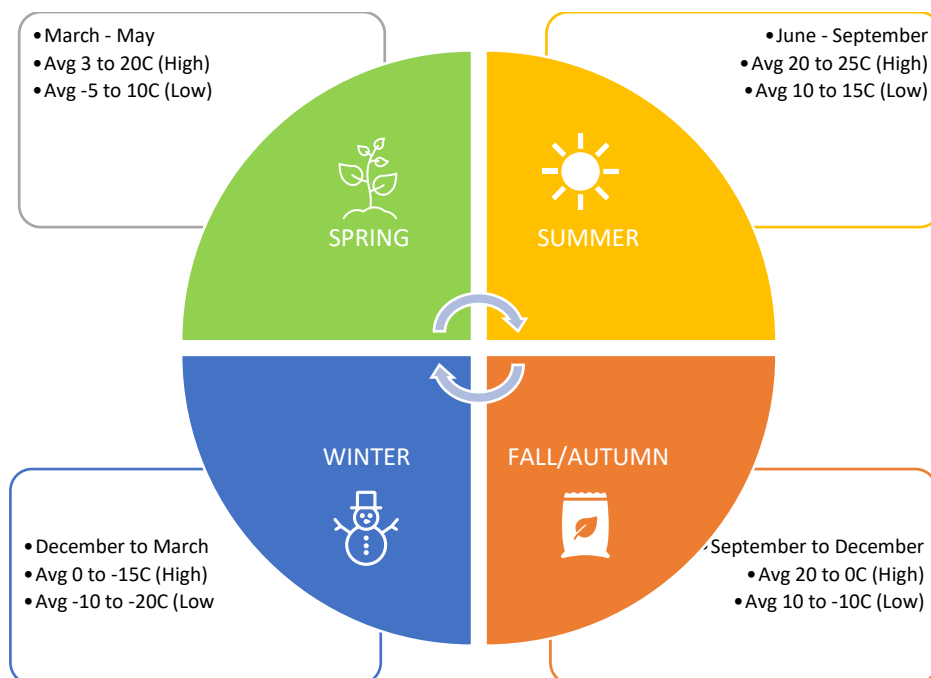 •March - May
•Avg 3 to 20C (High)
•Avg -5 to 10C (Low)
•June - September
•Avg 20 to 25C (High)
•Avg 10 to 15C (Low)
SPRING
SUMMER
WINTER
FALL/AUTUMN
•December to March
•Avg 0 to -15C (High)
•Avg -10 to -20C (Low
•September to December
•Avg 20 to 0C (High)
•Avg 10 to -10C (Low)